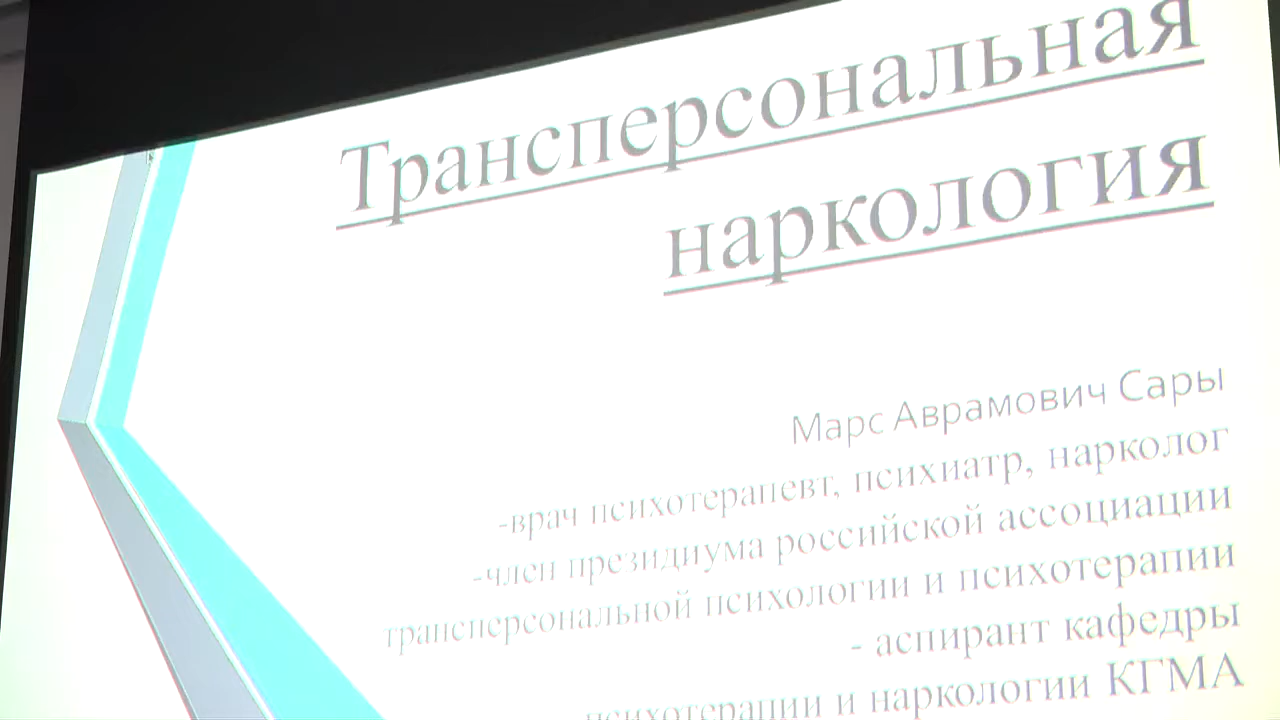 Трансперсональная
наркология
Марс Аврамович Сары
-врач психотерапевт, психиатр, нарколог
-член президиума российской ассоциации
трансперсональной психологии и психотерапии
- аспирант кафедры
психотерапии и наркологии КГМА